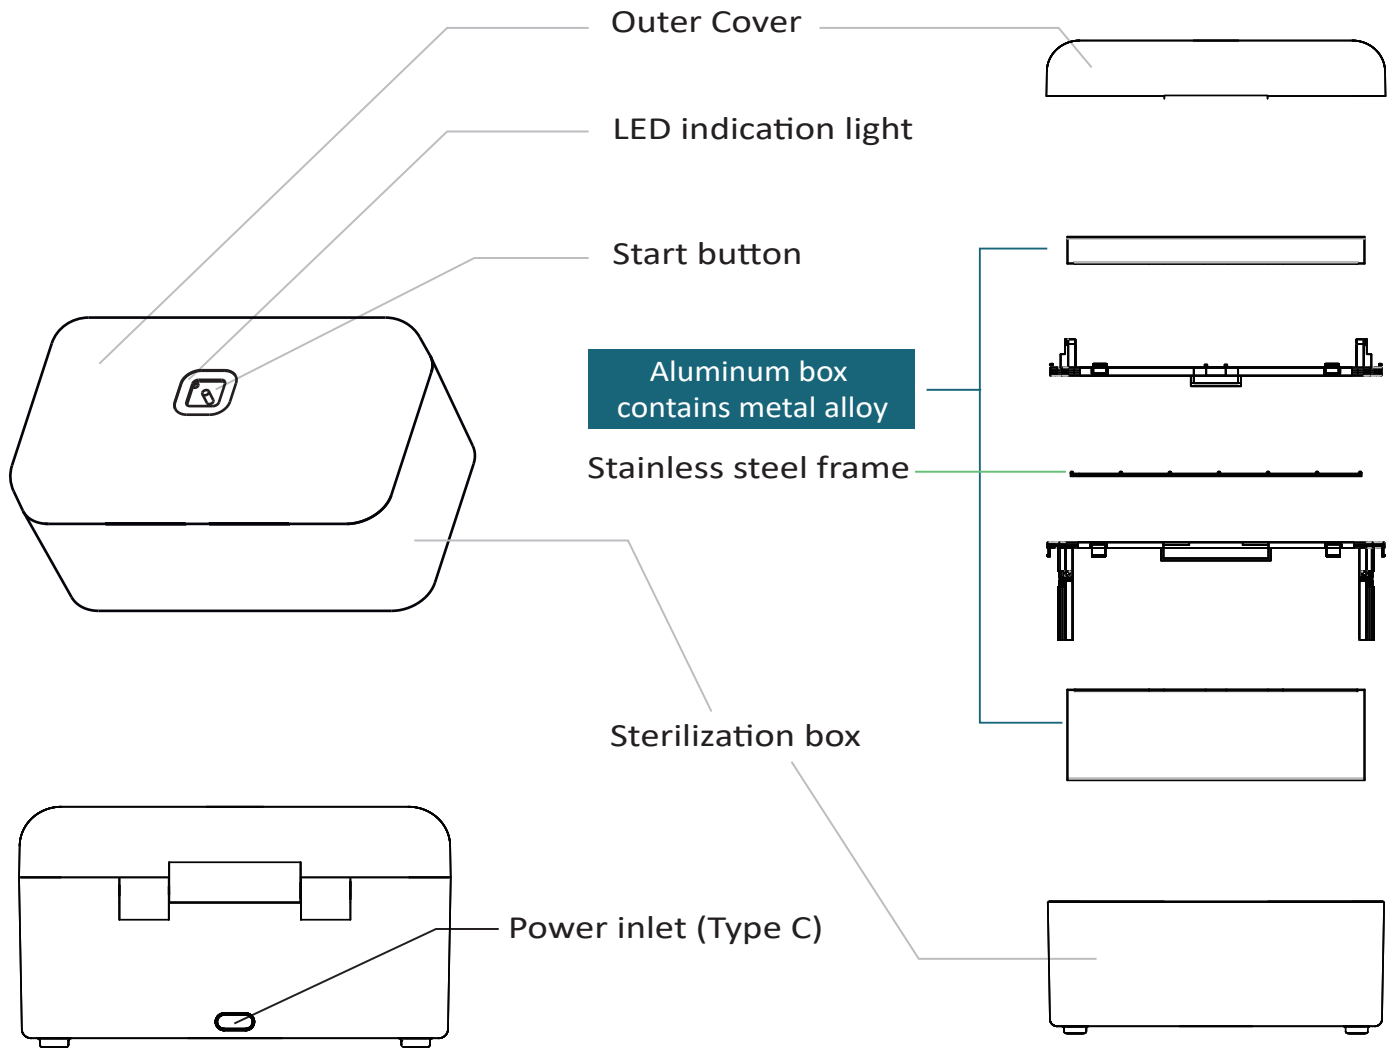 Outer Cover
LED indication light
Start button
Aluminum box
contains metal alloy
Stainless steel frame
Sterilization box
Power inlet (Type C)